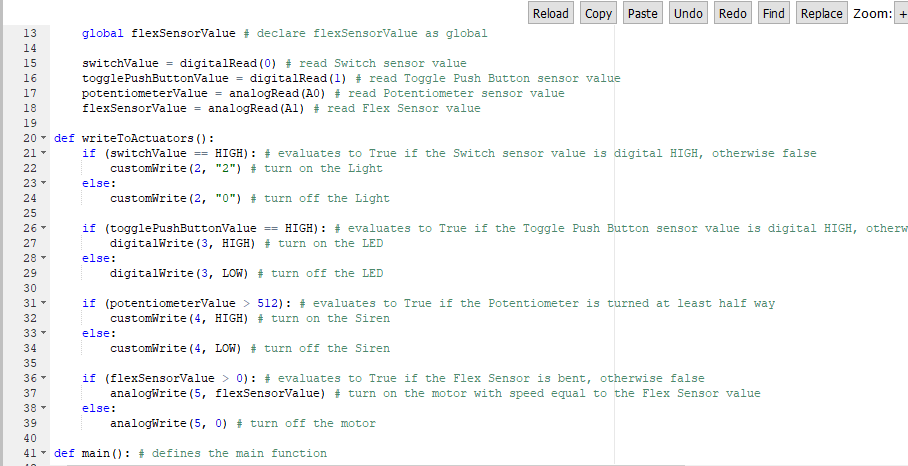 Reload Copy Paste Undo Redo Find Replace Zoom: +
13 global flexSensorValue # declare flexSensorValue as global
14
15 switchValue = digitalRead(0) # read Switch sensor value
16 togglePushButtonValue = digitalRead(1) # read Toggle Push Button sensor value
17 potentiometerValue = analogRead(A0) # read Potentiometer sensor value
18 flexSensorValue = analogRead(A1) # read Flex Sensor value
19
20 def writeToActuators():
21 if (switchValue == HIGH): # evaluates to True if the Switch sensor value is digital HIGH, otherwise false
22 customWrite(2, "2") # turn on the Light
23 else:
24 customWrite(2, "0") # turn off the Light
25
26 if (togglePushButtonValue == HIGH): # evaluates to True if the Toggle Push Button sensor value is digital HIGH, otherw
27 digitalWrite(3, HIGH) # turn on the LED
28 else:
29 digitalWrite(3, LOW) # turn off the LED
30
31 if (potentiometerValue > 512): # evaluates to True if the Potentiometer is turned at least half way
32 customWrite(4, HIGH) # turn on the Siren
33 else:
34 customWrite(4, LOW) # turn off the Siren
35
36 if (flexSensorValue > 0): # evaluates to True if the Flex Sensor is bent, otherwise false
37 analogWrite(5, flexSensorValue) # turn on the motor with speed equal to the Flex Sensor value
38 else:
39 analogWrite(5, 0) # turn off the motor
40
41 def main(): # defines the main function